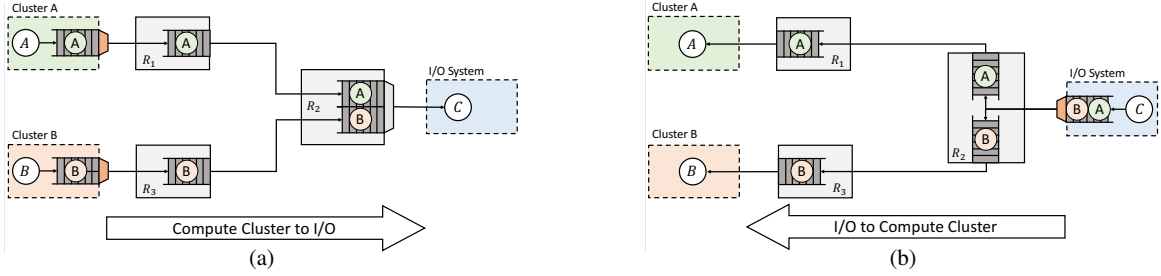 Cluster A
A
A
R1
A
R2
A
B
I/O System
C
Cluster B
B
B
R3
B
Compute Cluster to I/O
(a)
Cluster A
A
A
R1
A
B
R2
I/O System
B
A
C
Cluster B
B
B
R3
I/O to Compute Cluster
(b)